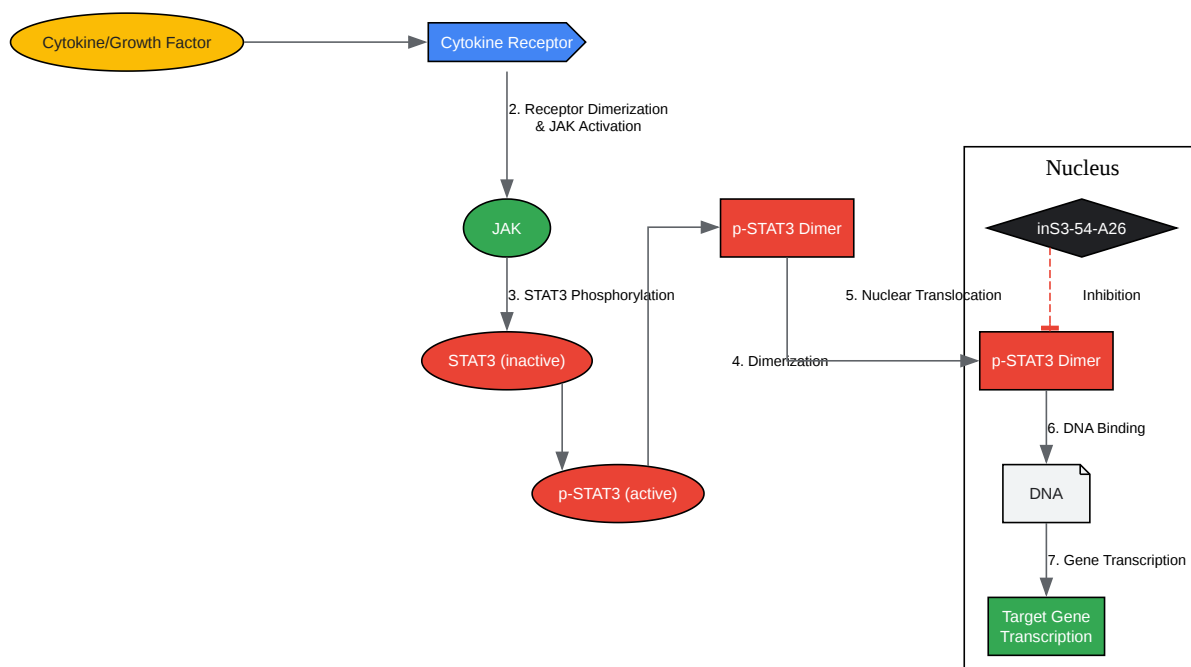 Cytokine/Growth Factor
Cytokine Receptor
2. Receptor Dimerization
& JAK Activation
Nucleus
JAK
p-STAT3 Dimer
inS3-54-A26
3. STAT3 Phosphorylation
5. Nuclear Translocation
Inhibition
STAT3 (inactive)
4. Dimerization
p-STAT3 Dimer
6. DNA Binding
p-STAT3 (active)
DNA
7. Gene Transcription
Target Gene
Transcription